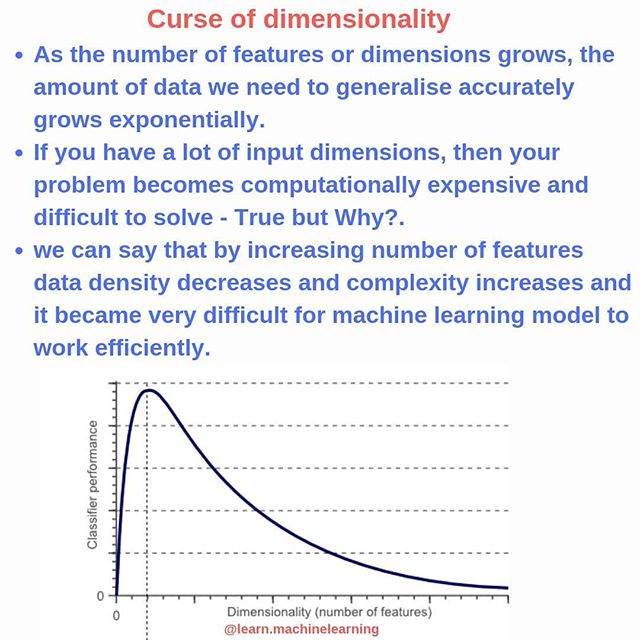 Curse of dimensionality
• As the number of features or dimensions grows, the
amount of data we need to generalise accurately
grows exponentially.
• If you have a lot of input dimensions, then your
problem becomes computationally expensive and
difficult to solve - True but Why?.
• we can say that by increasing number of features
data density decreases and complexity increases and
it became very difficult for machine learning model to
work efficiently.
Classifier performance
0
0
Dimensionality (number of features)
@learn.machinelearning